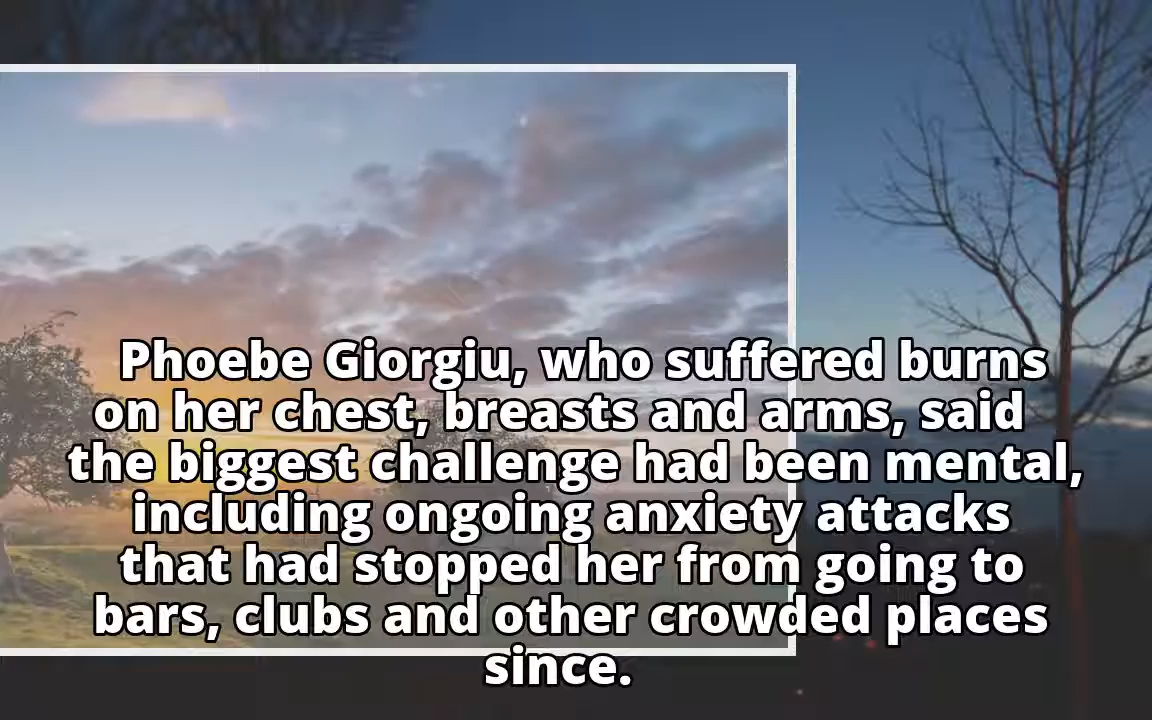 Phoebe Giorgiu, who suffered burns
on her chest, breasts and arms, said
the biggest challenge had been mental,
including ongoing anxiety attacks
that had stopped her from going to
bars, clubs and other crowded places
since.